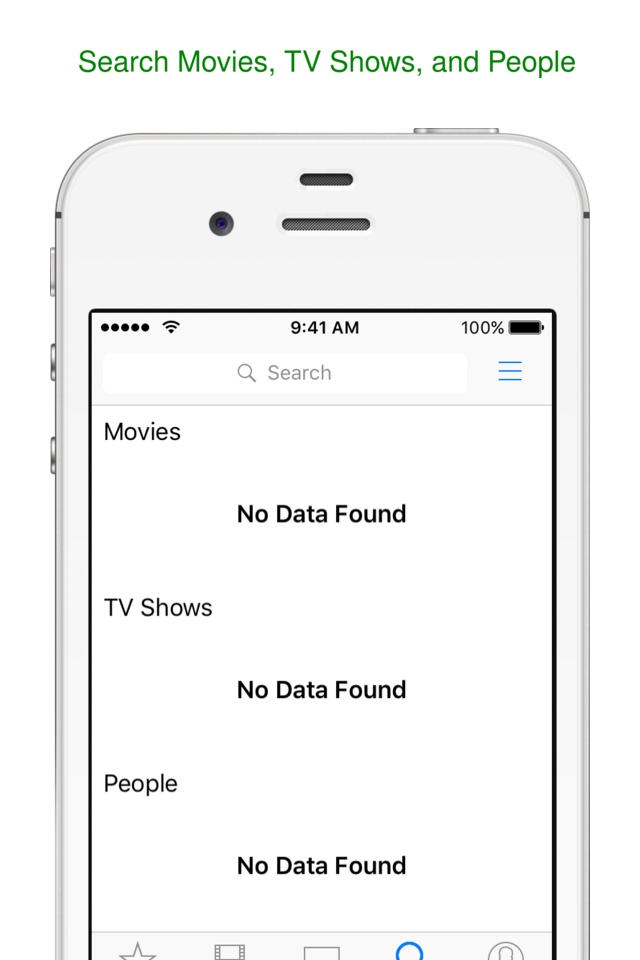 Search Movies, TV Shows, and People
9:41 AM
100%
Search
Movies
No Data Found
TV Shows
No Data Found
People
No Data Found